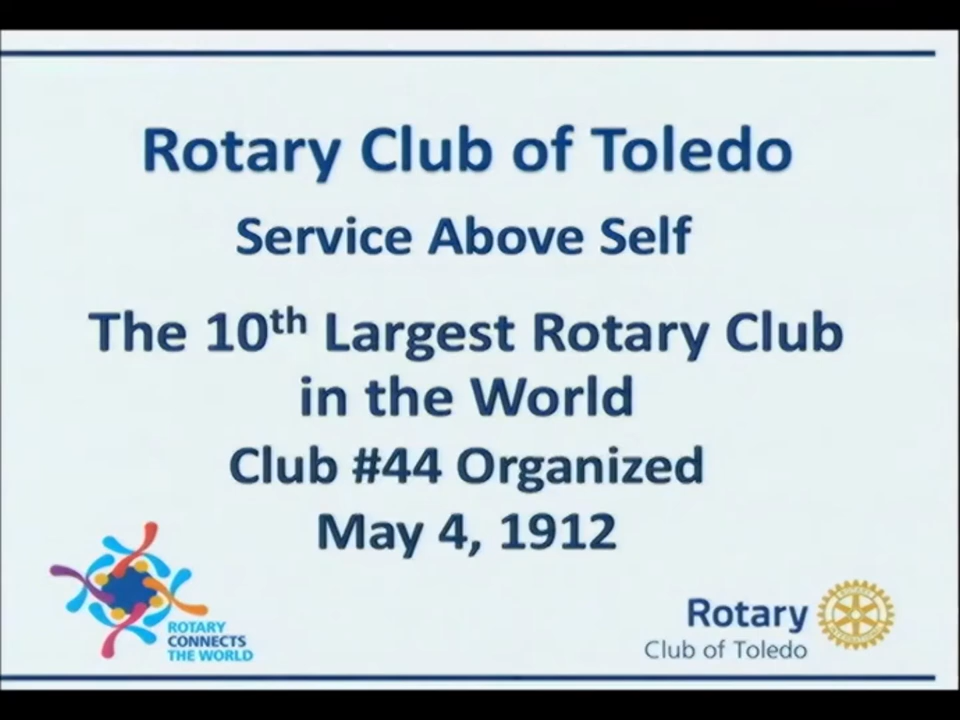 Rotary Club of Toledo
Service Above Self
The 10th Largest Rotary Club
in the World
Club #44 Organized
May 4, 1912
ROTARY
CONNECTS
THE WORLD
Rotary
Club of Toledo